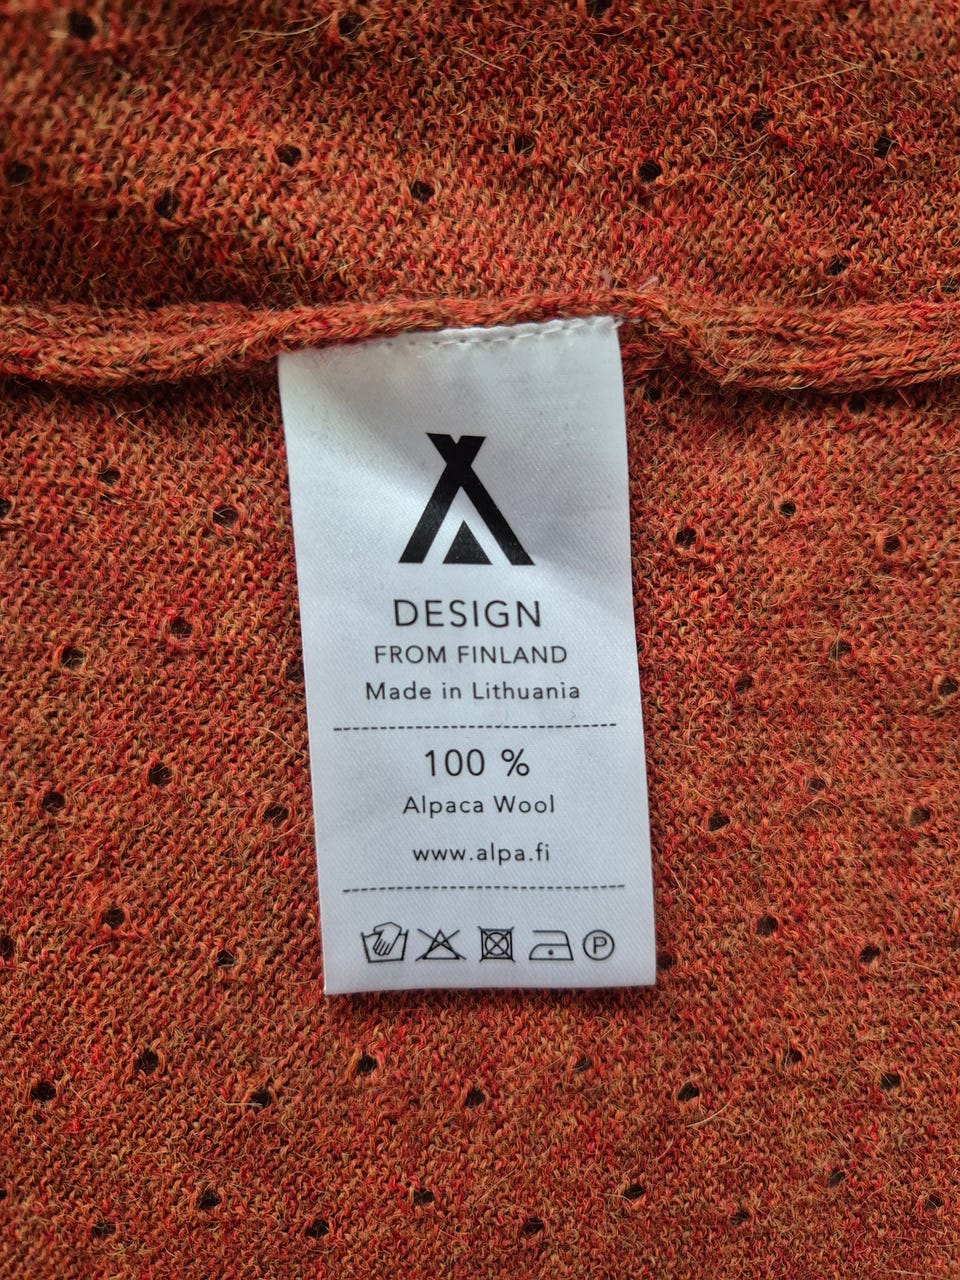 DESIGN
FROM FINLAND
Made in Lithuania
100 %
Alpaca Wool
www.alpa.fi
P